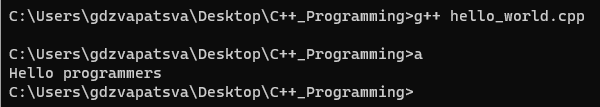 C:\Users\gdzvapatsva\Desktop\C++_Programming>g++ hello_world.cpp
C:\Users\gdzvapatsva\Desktop\C++_Programming>a
Hello programmers
C:\Users\gdzvapatsva\Desktop\C++_Programming>